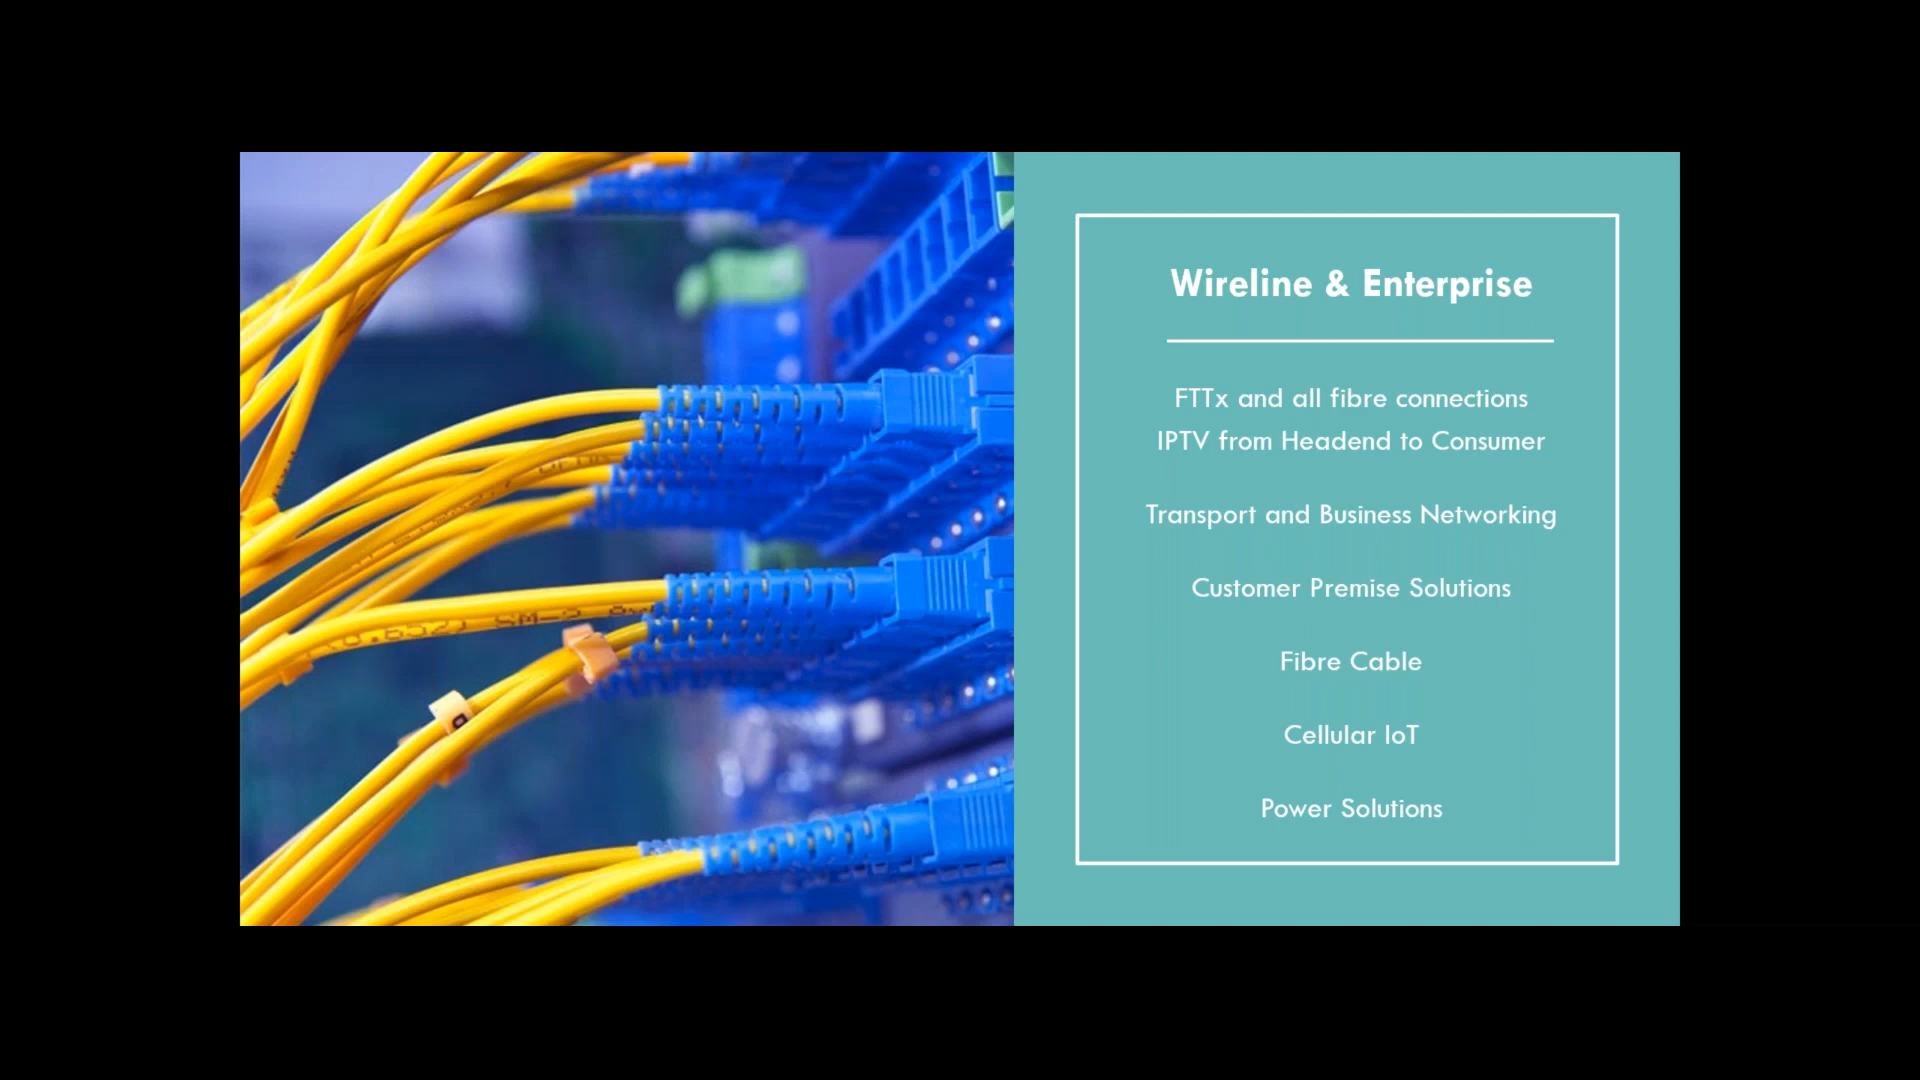 Wireline & Enterprise
FTTx and all fibre connections
IPTV from Headend to Consumer
Transport and Business Networking
Customer Premise Solutions
Fibre Cable
Cellular IoT
Power Solutions